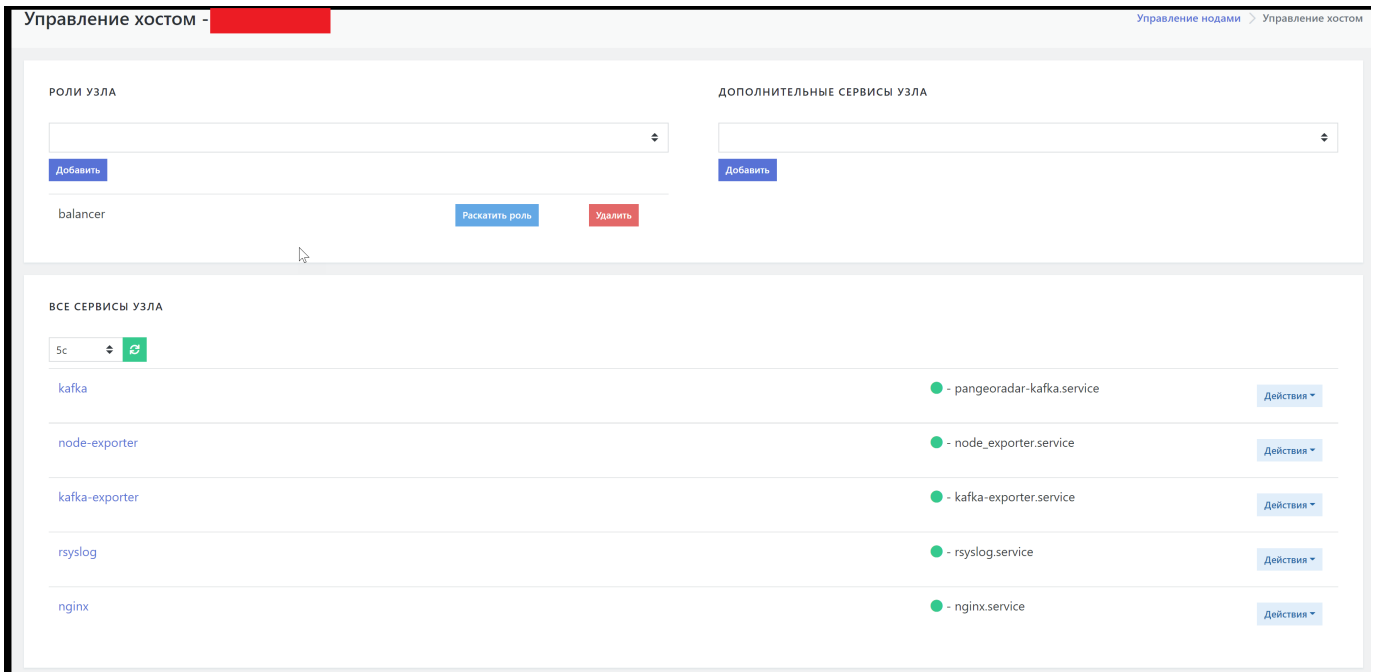 Управление хостом -
Управление нодами > Управление хостом
РОЛИ УЗЛА
ДОПОЛНИТЕЛЬНЫЕ СЕРВИСЫ УЗЛА
Добавить
Добавить
balancer Раскатить роль Удалить
ВСЕ СЕРВИСЫ УЗЛА
5с
kafka - pangeoradar-kafka.service Действия
node-exporter - node_exporter.service Действия
kafka-exporter - kafka-exporter.service Действия
rsyslog - rsyslog.service Действия
nginx - nginx.service Действия